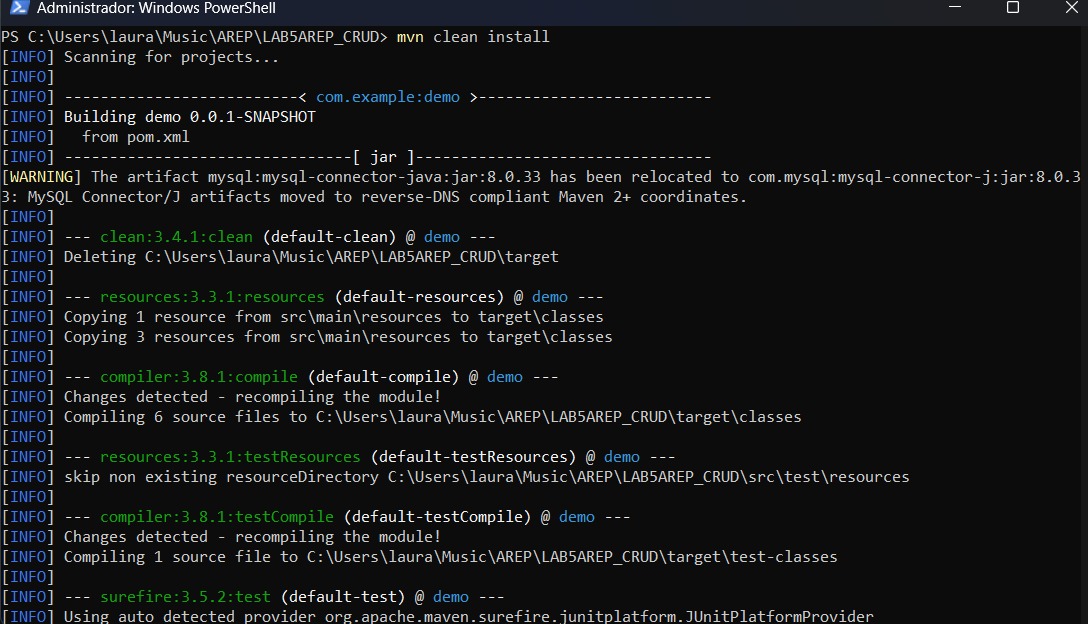 Administrador: Windows PowerShell
PS C:\Users\laura\Music\AREP\LAB5AREP_CRUD> mvn clean install
[INFO] Scanning for projects...
[INFO]
[INFO] --------------------------< com.example:demo >--------------------------
[INFO] Building demo 0.0.1-SNAPSHOT
[INFO]   from pom.xml
[INFO] --------------------------------[ jar ]---------------------------------
[WARNING] The artifact mysql:mysql-connector-java:jar:8.0.33 has been relocated to com.mysql:mysql-connector-j:jar:8.0.3
3: MySQL Connector/J artifacts moved to reverse-DNS compliant Maven 2+ coordinates.
[INFO]
[INFO] --- clean:3.4.1:clean (default-clean) @ demo ---
[INFO] Deleting C:\Users\laura\Music\AREP\LAB5AREP_CRUD\target
[INFO]
[INFO] --- resources:3.3.1:resources (default-resources) @ demo ---
[INFO] Copying 1 resource from src\main\resources to target\classes
[INFO] Copying 3 resources from src\main\resources to target\classes
[INFO]
[INFO] --- compiler:3.8.1:compile (default-compile) @ demo ---
[INFO] Changes detected - recompiling the module!
[INFO] Compiling 6 source files to C:\Users\laura\Music\AREP\LAB5AREP_CRUD\target\classes
[INFO]
[INFO] --- resources:3.3.1:testResources (default-testResources) @ demo ---
[INFO] skip non existing resourceDirectory C:\Users\laura\Music\AREP\LAB5AREP_CRUD\src\test\resources
[INFO]
[INFO] --- compiler:3.8.1:testCompile (default-testCompile) @ demo ---
[INFO] Changes detected - recompiling the module!
[INFO] Compiling 1 source file to C:\Users\laura\Music\AREP\LAB5AREP_CRUD\target\test-classes
[INFO]
[INFO] --- surefire:3.5.2:test (default-test) @ demo ---
[INFO] Using auto detected provider org.apache.maven.surefire.junitplatform.JUnitPlatformProvider